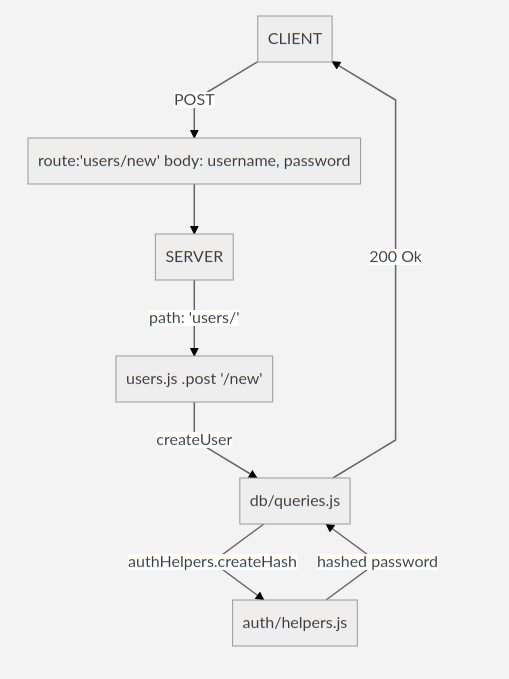 CLIENT
POST
route:'users/new' body: username, password
SERVER
200 Ok
path: 'users/'
users.js .post '/new'
createUser
db/queries.js
authHelpers.createHash
hashed password
auth/helpers.js